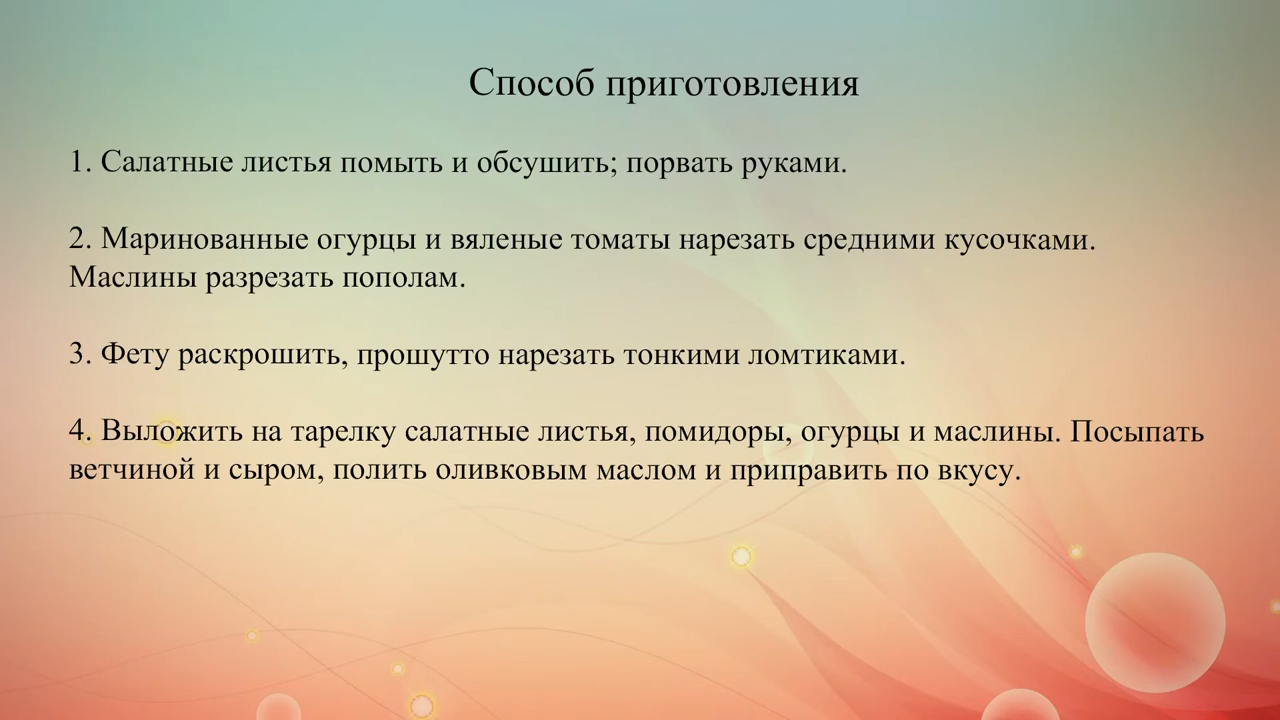 Способ приготовления
1. Салатные листья помыть и обсушить; порвать руками.
2. Маринованные огурцы и вяленые томаты нарезать средними кусочками.
Маслины разрезать пополам.
3. Фету раскрошить, прошутто нарезать тонкими ломтиками.
4. Выложить на тарелку салатные листья, помидоры, огурцы и маслины. Посыпать
ветчиной и сыром, полить оливковым маслом и приправить по вкусу.